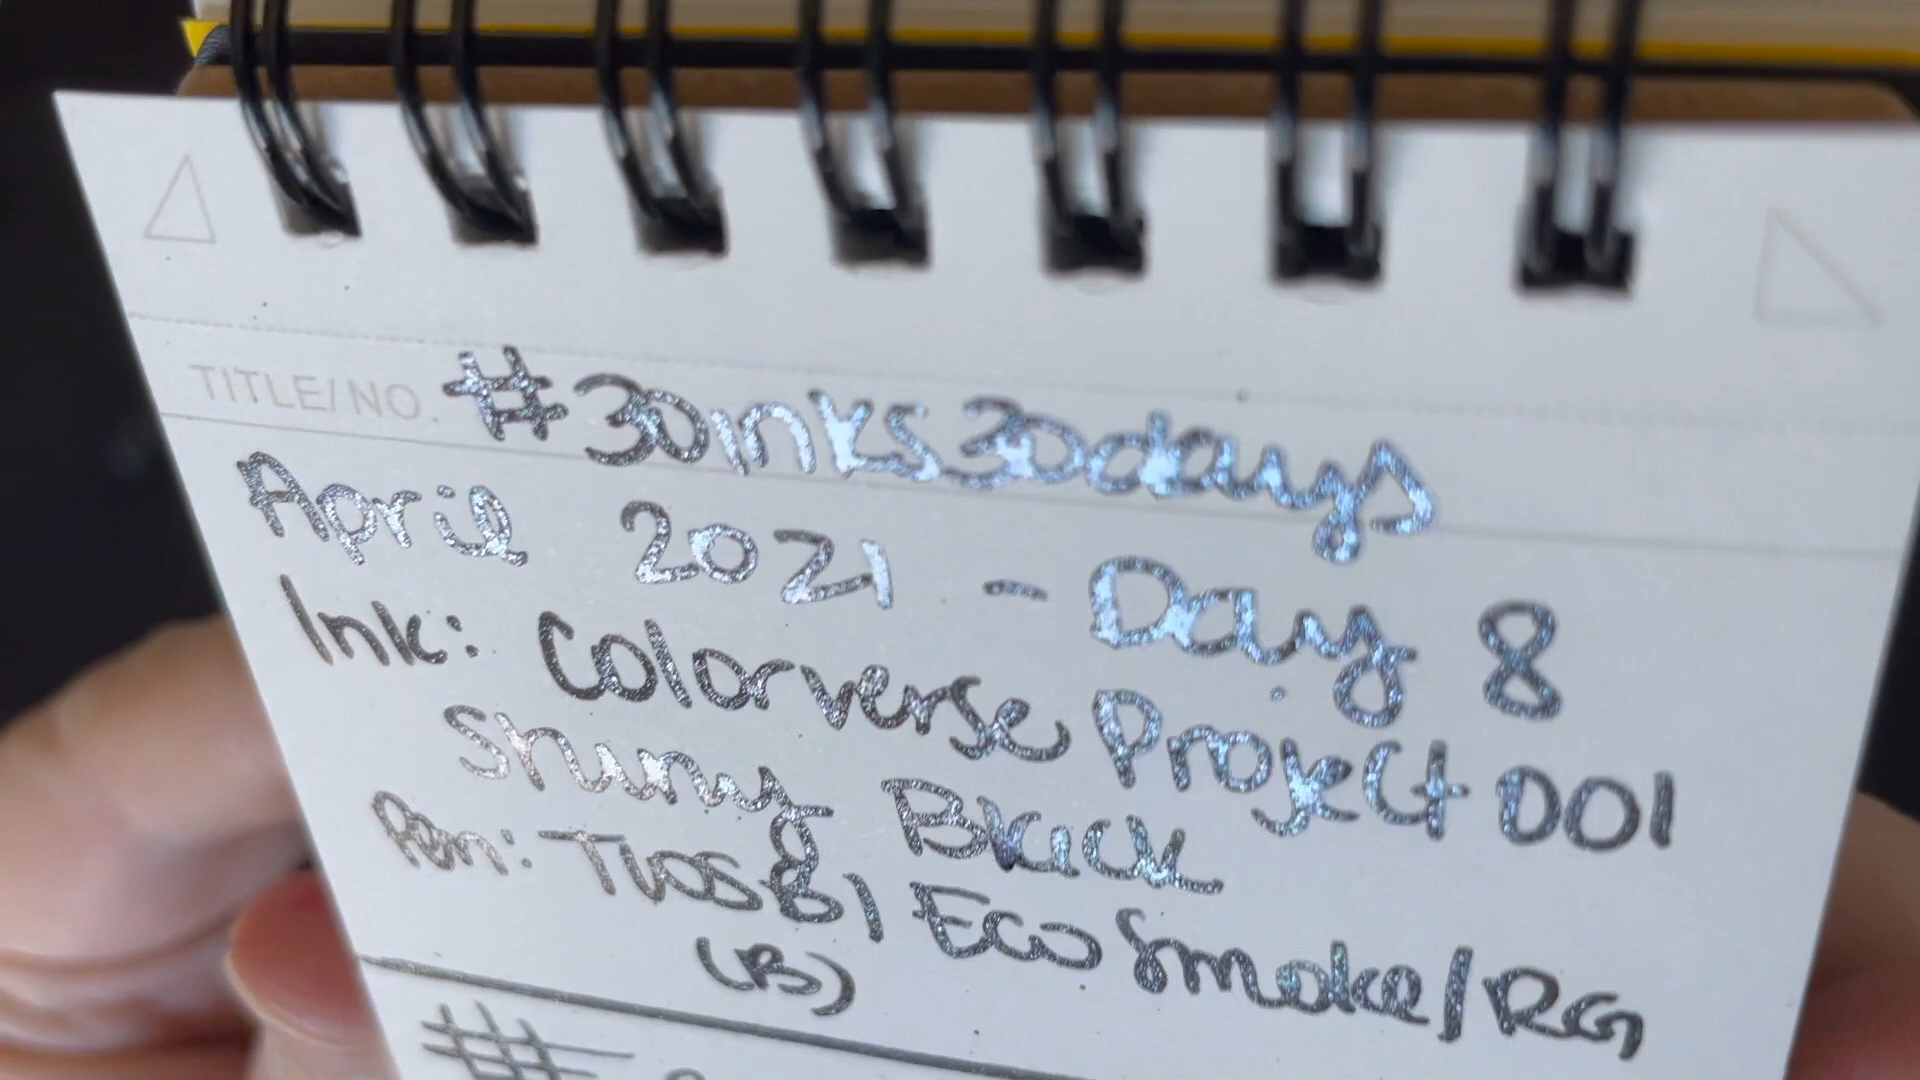 TITLE/NO. #30inks30days
April 2021 - Day 8
Ink: Colorverse Project 001
Shiny Black
Pen: TWSBI Eco Smoke/RG
(B)